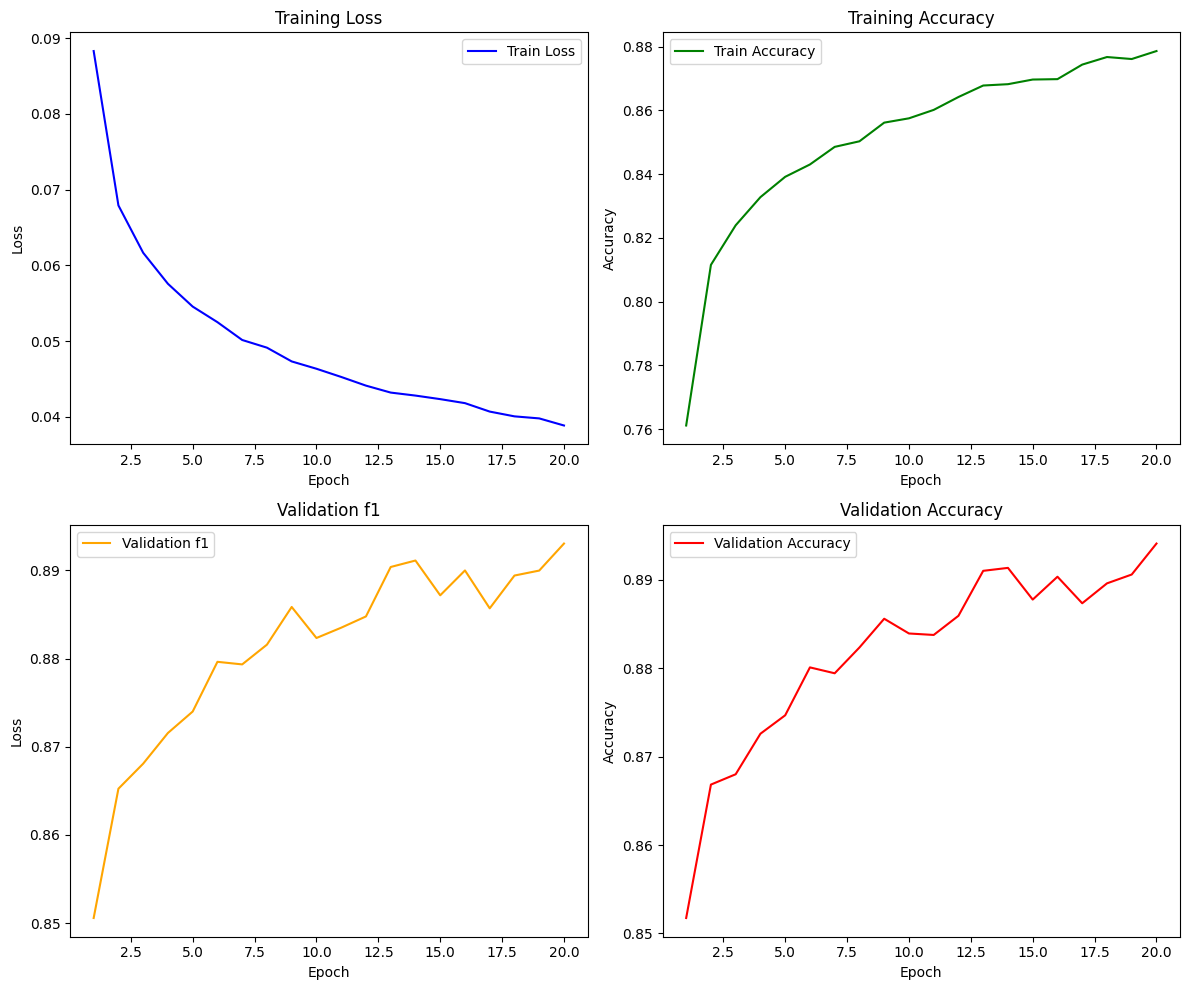 Training Loss
Train Loss
0.09
0.08
0.07
0.06
0.05
0.04
Loss
2.5 5.0 7.5 10.0 12.5 15.0 17.5 20.0
Epoch
Training Accuracy
Train Accuracy
0.88
0.86
0.84
0.82
0.80
0.78
0.76
Accuracy
2.5 5.0 7.5 10.0 12.5 15.0 17.5 20.0
Epoch
Validation f1
Validation f1
0.89
0.88
0.87
0.86
0.85
Loss
2.5 5.0 7.5 10.0 12.5 15.0 17.5 20.0
Epoch
Validation Accuracy
Validation Accuracy
0.89
0.88
0.87
0.86
0.85
Accuracy
2.5 5.0 7.5 10.0 12.5 15.0 17.5 20.0
Epoch